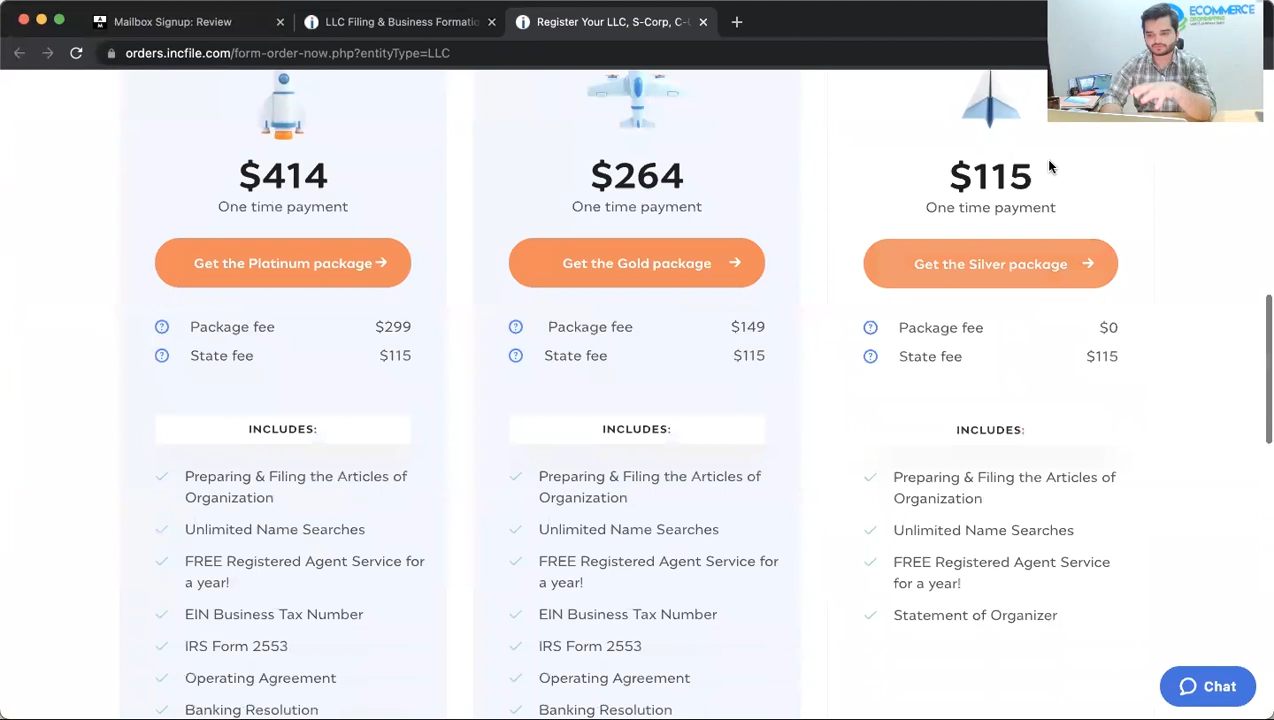 Mailbox Signup: Review
LLC Filing & Business Formati
Register Your LLC, S-Corp, C-
ECOMMERCE
orders.incfile.com/form-order-now.php?entityType=LLC
$414
One time payment
Get the Platinum package
Package fee $299
State fee $115
INCLUDES:
Preparing & Filing the Articles of
Organization
Unlimited Name Searches
FREE Registered Agent Service for
a year!
EIN Business Tax Number
IRS Form 2553
Operating Agreement
Banking Resolution
$264
One time payment
Get the Gold package
Package fee $149
State fee $115
INCLUDES:
Preparing & Filing the Articles of
Organization
Unlimited Name Searches
FREE Registered Agent Service for
a year!
EIN Business Tax Number
IRS Form 2553
Operating Agreement
Banking Resolution
$115
One time payment
Get the Silver package
Package fee $0
State fee $115
INCLUDES:
Preparing & Filing the Articles of
Organization
Unlimited Name Searches
FREE Registered Agent Service
for a year!
Statement of Organizer
Chat